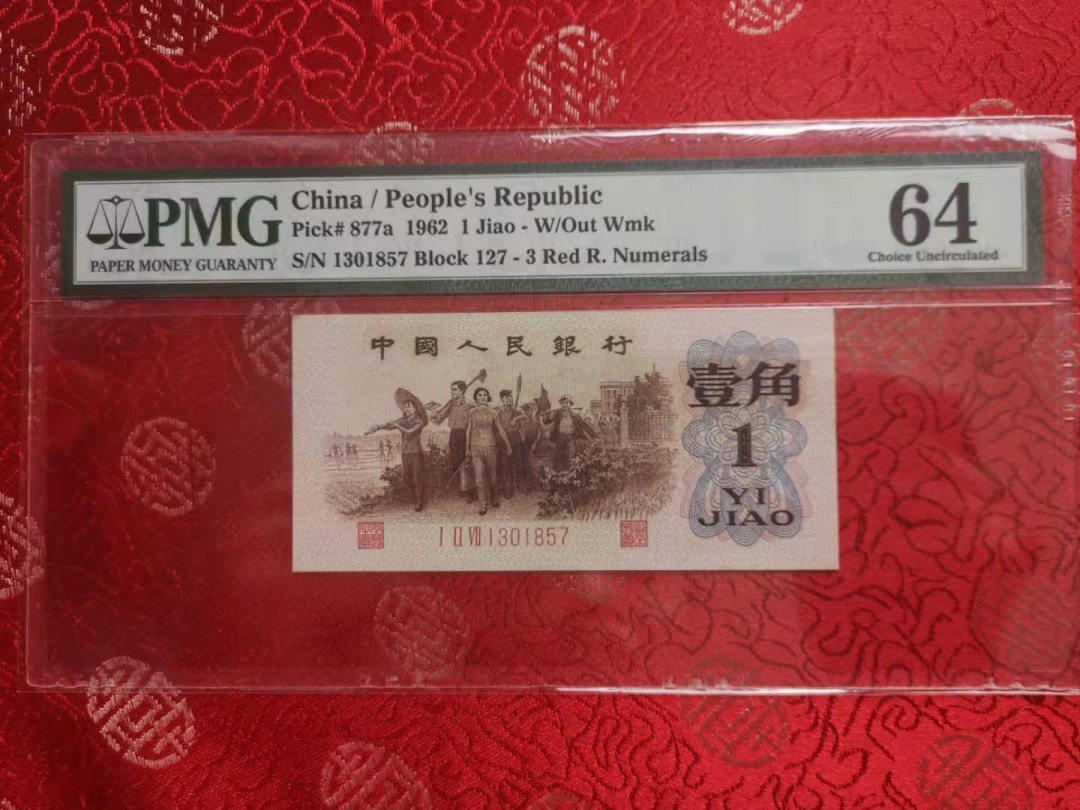 PMG
PAPER MONEY GUARANTY
China / People's Republic
Pick# 877a 1962 1 Jiao - W/Out Wmk
S/N 1301857 Block 127 - 3 Red R. Numerals
64
Choice Uncirculated
中國人民銀行
壹角
1
YI
JIAO
I II VII 1301857